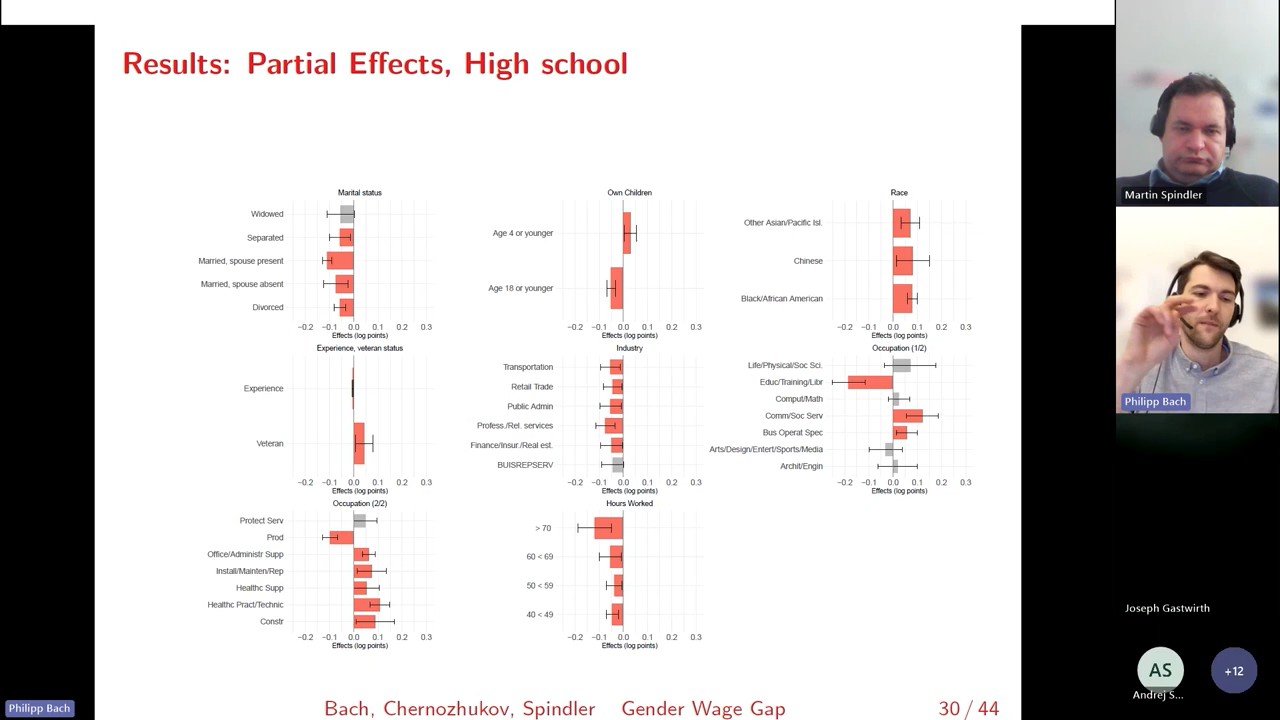 Results: Partial Effects, High school
Marital status
Widowed
Separated
Married, spouse present
Married, spouse absent
Divorced
−0.2 −0.1 0.0 0.1 0.2 0.3
Effects (log points)
Own Children
Age 4 or younger
Age 18 or younger
−0.2 −0.1 0.0 0.1 0.2 0.3
Effects (log points)
Race
Other Asian/Pacific Isl.
Chinese
Black/African American
−0.2 −0.1 0.0 0.1 0.2 0.3
Effects (log points)
Experience, veteran status
Experience
Veteran
−0.2 −0.1 0.0 0.1 0.2 0.3
Effects (log points)
Industry
Transportation
Retail Trade
Public Admin
Profess./Rel. services
Finance/Insur./Real est.
BUISREPSERV
−0.2 −0.1 0.0 0.1 0.2 0.3
Effects (log points)
Occupation (1/2)
Life/Physical/Soc Sci.
Educ/Training/Libr
Comput/Math
Comm/Soc Serv
Bus Operat Spec
Arts/Design/Entert/Sports/Media
Archit/Engin
−0.2 −0.1 0.0 0.1 0.2 0.3
Effects (log points)
Occupation (2/2)
Protect Serv
Prod
Office/Administr Supp
Install/Mainten/Rep
Healthc Supp
Healthc Pract/Technic
Constr
−0.2 −0.1 0.0 0.1 0.2 0.3
Effects (log points)
Hours Worked
> 70
60 < 69
50 < 59
40 < 49
−0.2 −0.1 0.0 0.1 0.2 0.3
Effects (log points)
Bach, Chernozhukov, Spindler Gender Wage Gap 30 / 44
Philipp Bach
Martin Spindler
Philipp Bach
Joseph Gastwirth
AS
Andrej S...
+12